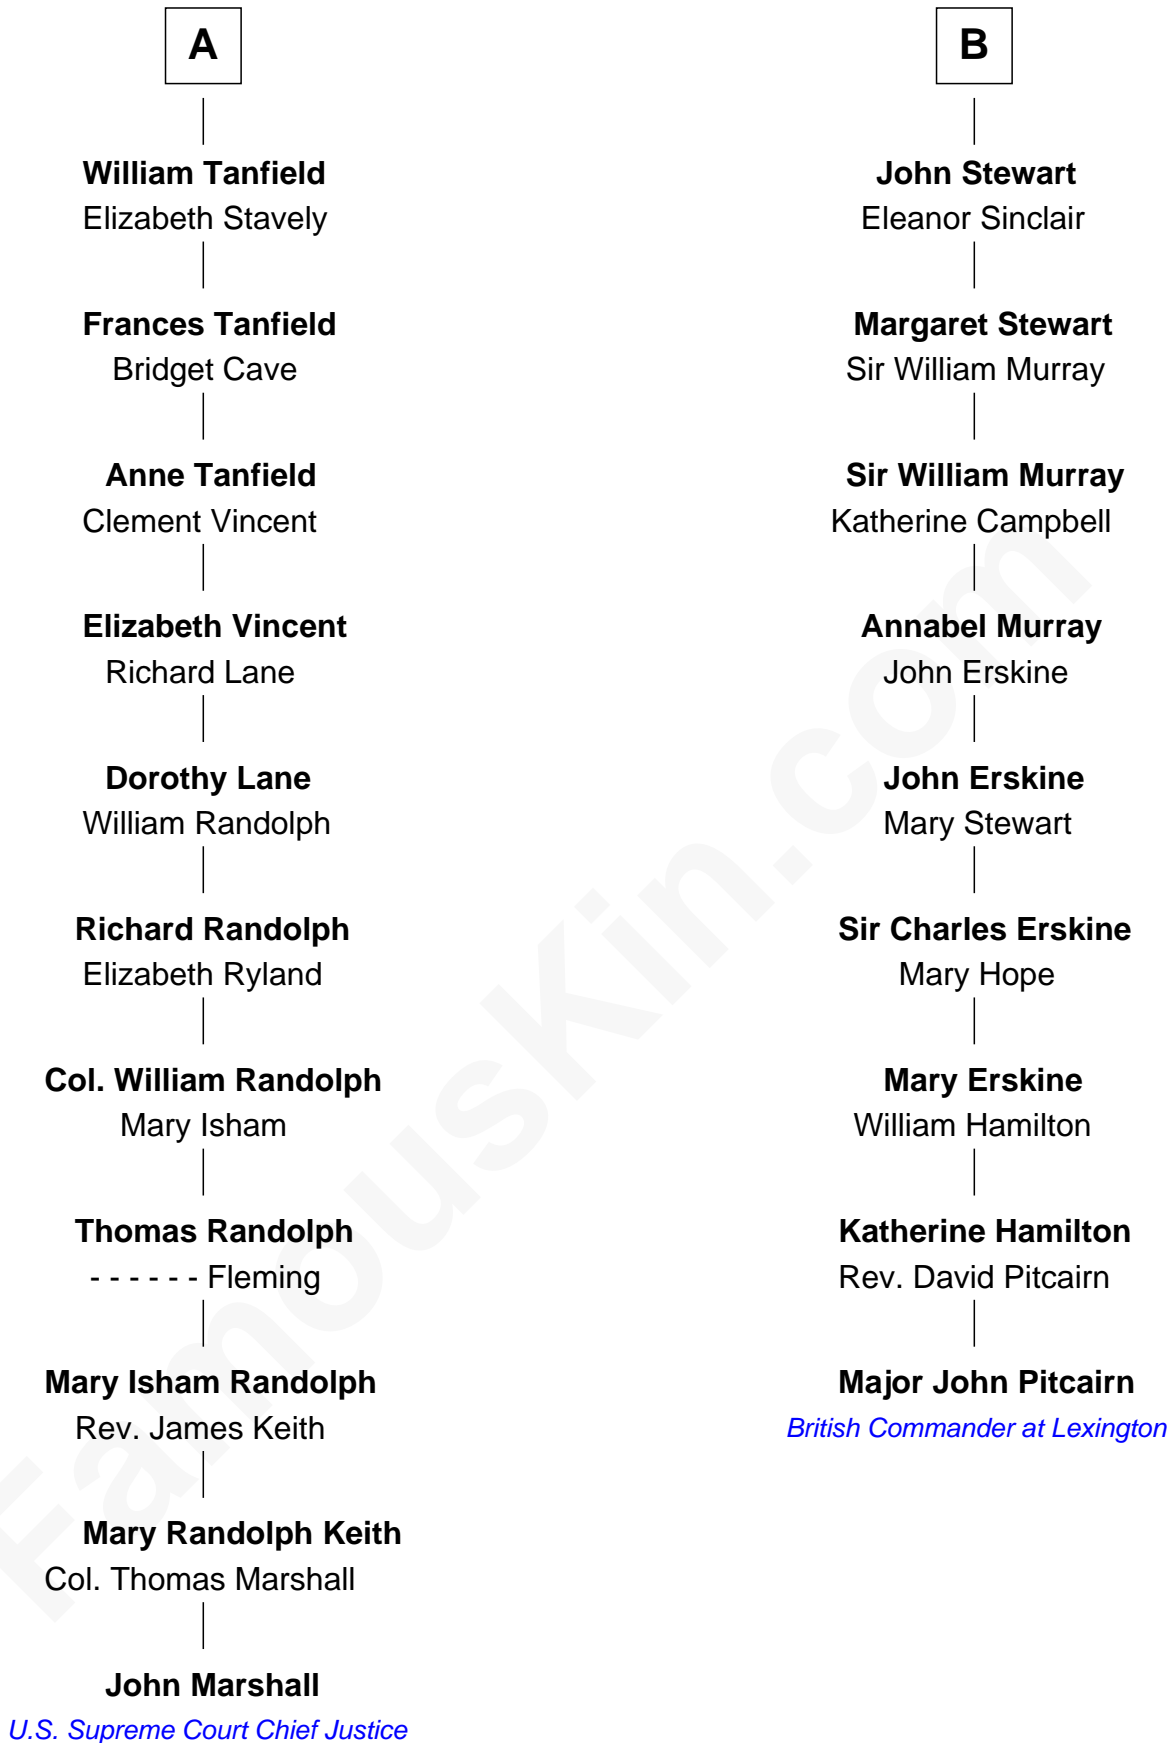 A
William Tanfield
Elizabeth Stavely
Frances Tanfield
Bridget Cave
Anne Tanfield
Clement Vincent
Elizabeth Vincent
Richard Lane
Dorothy Lane
William Randolph
Richard Randolph
Elizabeth Ryland
Col. William Randolph
Mary Isham
Thomas Randolph
- - - - - - Fleming
Mary Isham Randolph
Rev. James Keith
Mary Randolph Keith
Col. Thomas Marshall
John Marshall
U.S. Supreme Court Chief Justice
B
John Stewart
Eleanor Sinclair
Margaret Stewart
Sir William Murray
Sir William Murray
Katherine Campbell
Annabel Murray
John Erskine
John Erskine
Mary Stewart
Sir Charles Erskine
Mary Hope
Mary Erskine
William Hamilton
Katherine Hamilton
Rev. David Pitcairn
Major John Pitcairn
British Commander at Lexington
FamousKin.com